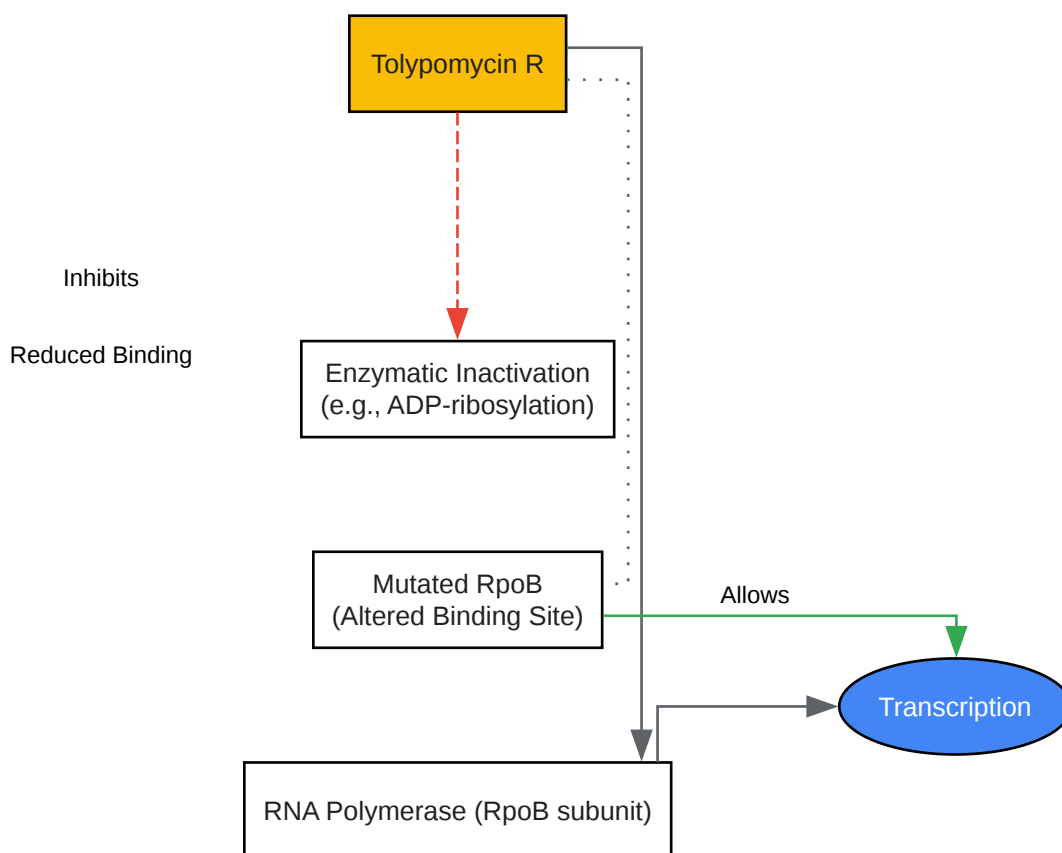 Tolypomycin R
Inhibits
Reduced Binding
Enzymatic Inactivation
(e.g., ADP-ribosylation)
Mutated RpoB
(Altered Binding Site)
Allows
Transcription
RNA Polymerase (RpoB subunit)